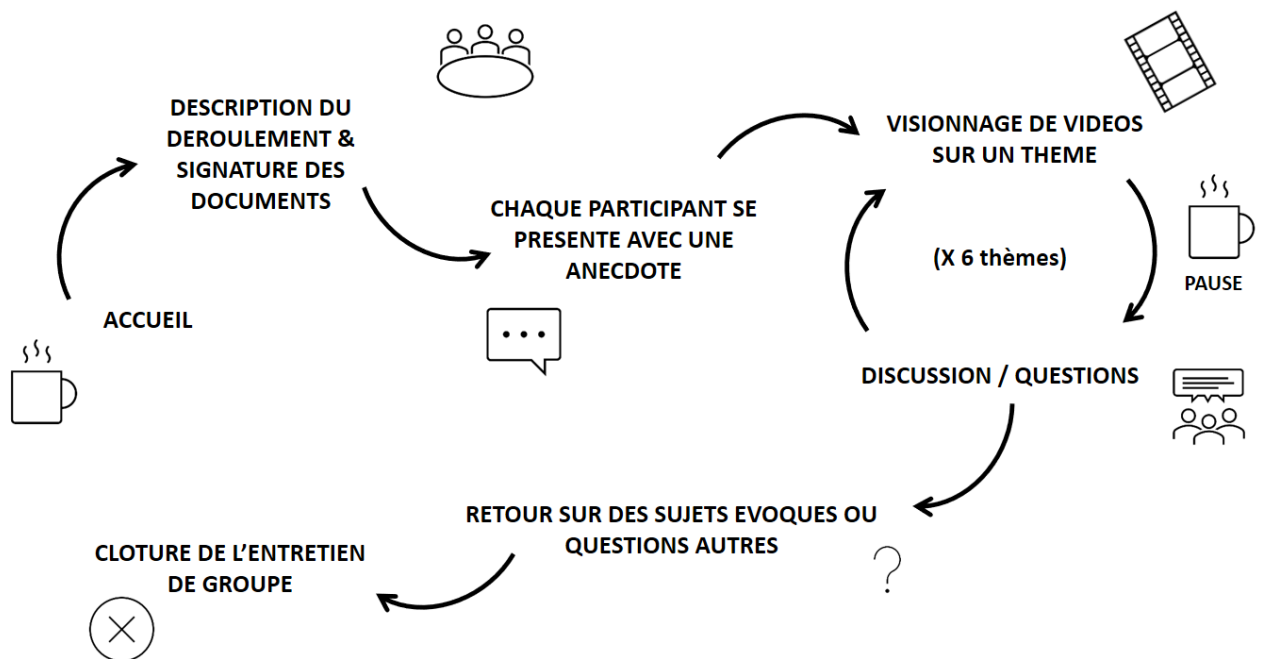 ACCUEIL
DESCRIPTION DU
DEROULEMENT &
SIGNATURE DES
DOCUMENTS
CHAQUE PARTICIPANT SE
PRESENTE AVEC UNE
ANECDOTE
VISIONNAGE DE VIDEOS
SUR UN THEME
(X 6 thèmes)
PAUSE
DISCUSSION / QUESTIONS
RETOUR SUR DES SUJETS EVOQUES OU
QUESTIONS AUTRES
?
CLOTURE DE L'ENTRETIEN
DE GROUPE